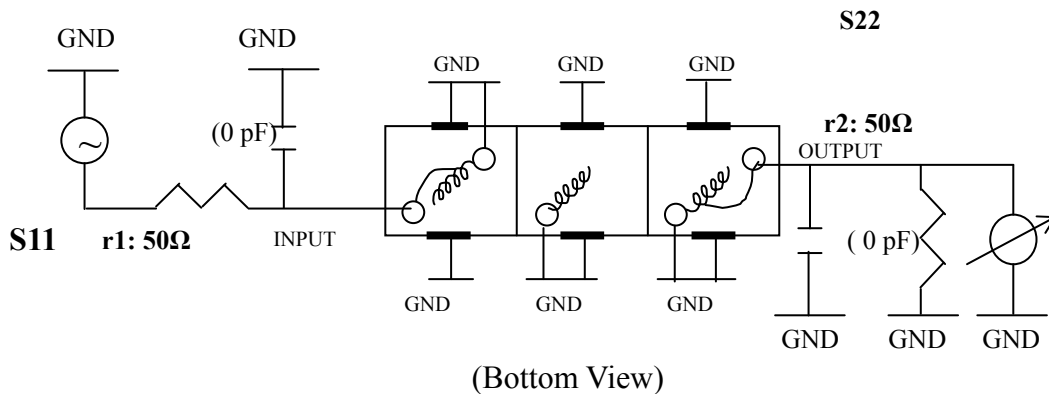 S22
GND
GND
GND
GND
GND
(0 pF)
r2: 50Ω
OUTPUT
S11
r1: 50Ω
INPUT
( 0 pF)
GND
GND
GND
GND
GND
GND
(Bottom View)